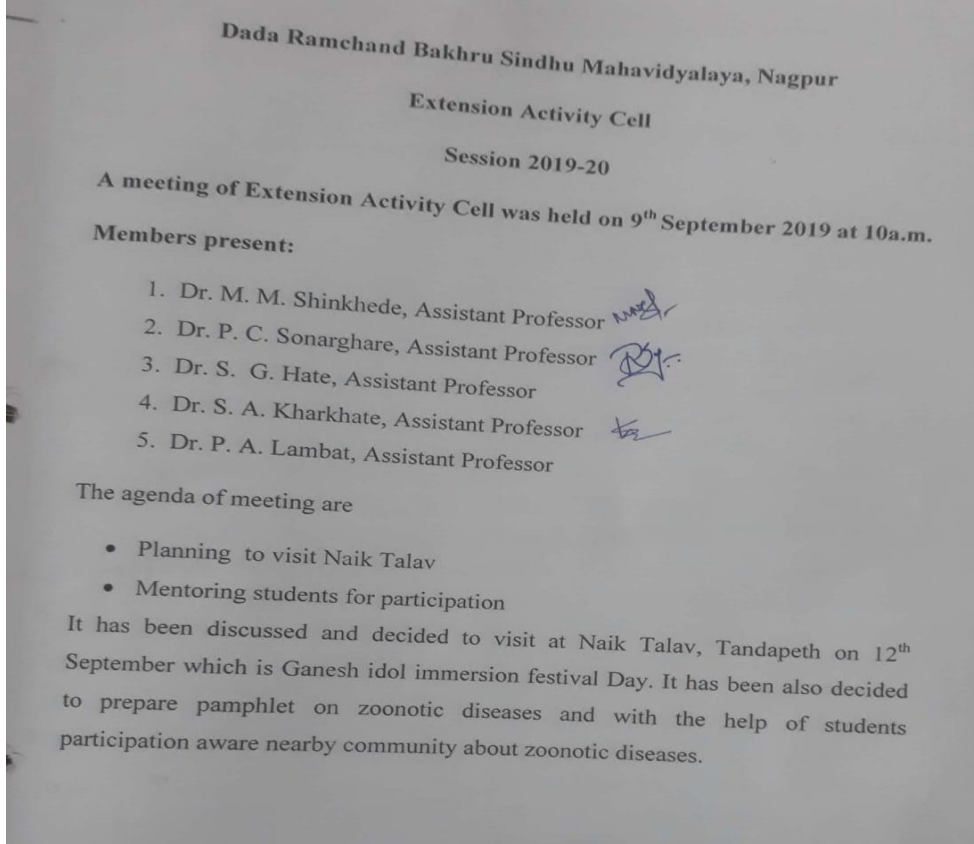 Dada Ramchand Bakhru Sindhu Mahavidyalaya, Nagpur
Extension Activity Cell
Session 2019-20
A meeting of Extension Activity Cell was held on 9th September 2019 at 10a.m.
Members present:
1. Dr. M. M. Shinkhede, Assistant Professor
2. Dr. P. C. Sonarghare, Assistant Professor
3. Dr. S. G. Hate, Assistant Professor
4. Dr. S. A. Kharkhate, Assistant Professor
5. Dr. P. A. Lambat, Assistant Professor
The agenda of meeting are
• Planning to visit Naik Talav
• Mentoring students for participation
It has been discussed and decided to visit at Naik Talav, Tandapeth on 12th
September which is Ganesh idol immersion festival Day. It has been also decided
to prepare pamphlet on zoonotic diseases and with the help of students
participation aware nearby community about zoonotic diseases.